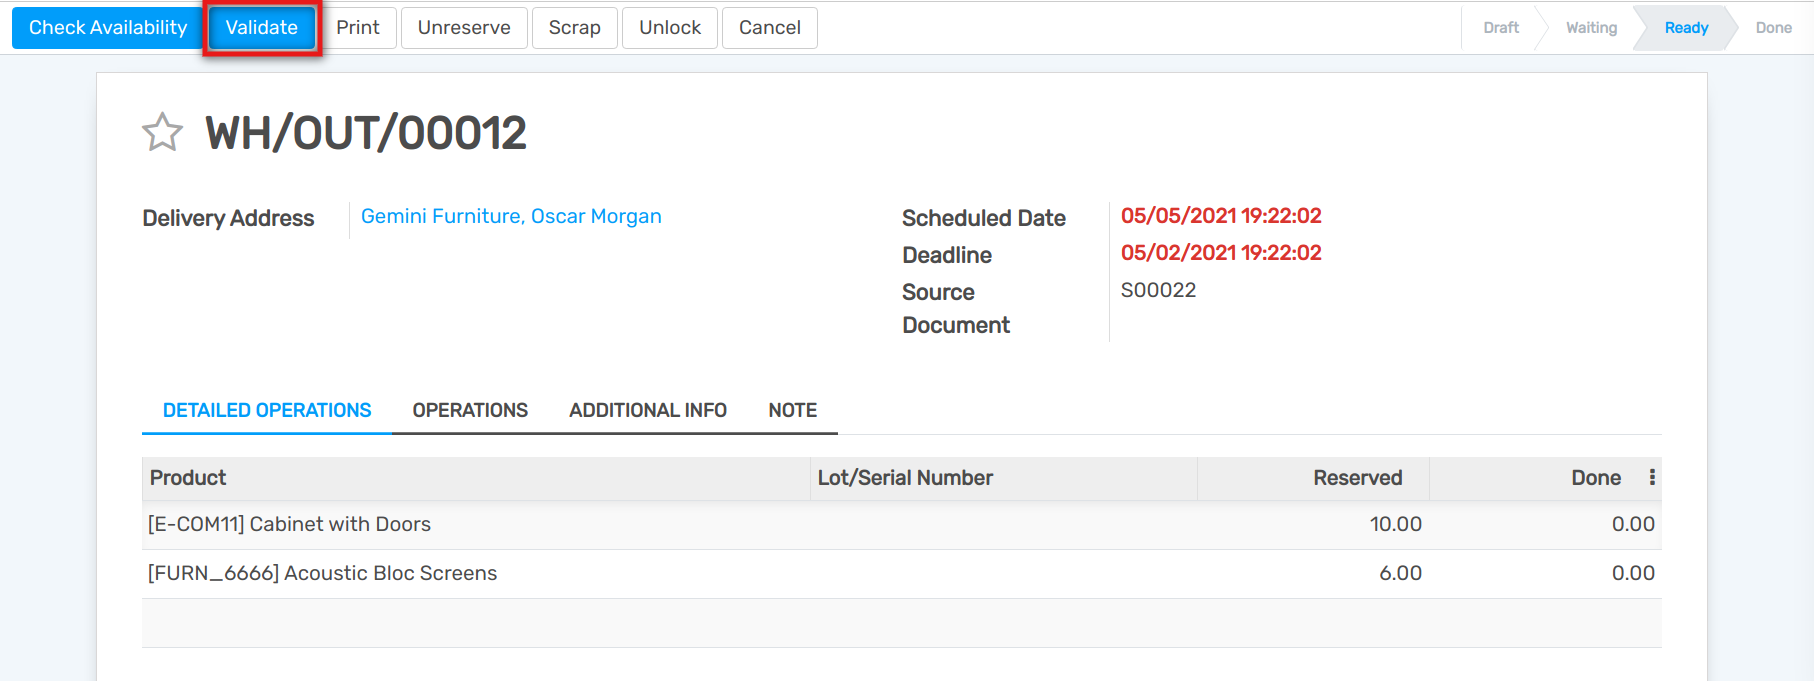 Check Availability Validate Print Unreserve Scrap Unlock Cancel Draft Waiting Ready Done
WH/OUT/00012
Delivery Address Gemini Furniture, Oscar Morgan
Scheduled Date 05/05/2021 19:22:02
Deadline 05/02/2021 19:22:02
Source S00022
Document
DETAILED OPERATIONS OPERATIONS ADDITIONAL INFO NOTE
Product Lot/Serial Number Reserved Done
[E-COM11] Cabinet with Doors 10.00 0.00
[FURN_6666] Acoustic Bloc Screens 6.00 0.00